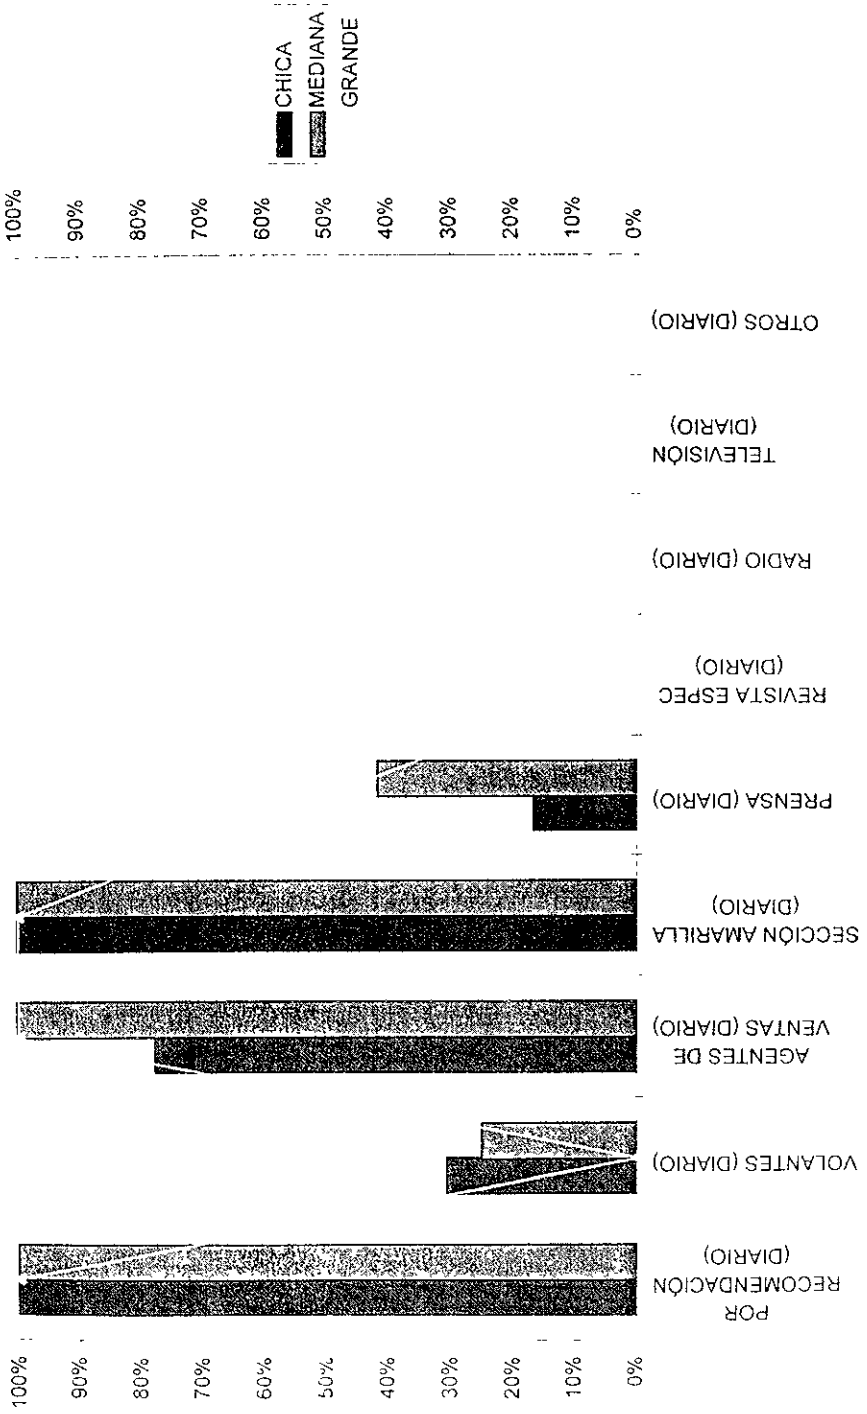 CHICA
MEDIANA
GRANDE
100%
90%
80%
70%
60%
50%
40%
30%
20%
10%
0%
100%
90%
80%
70%
60%
50%
40%
30%
20%
10%
0%
POR
RECOMENDACIÓN
(DIARIO)
VOLANTES (DIARIO)
AGENTES DE
VENTAS (DIARIO)
SECCIÓN AMARILLA
(DIARIO)
PRENSA (DIARIO)
REVISTA ESPEC
(DIARIO)
RADIO (DIARIO)
TELEVISIÓN
(DIARIO)
OTROS (DIARIO)